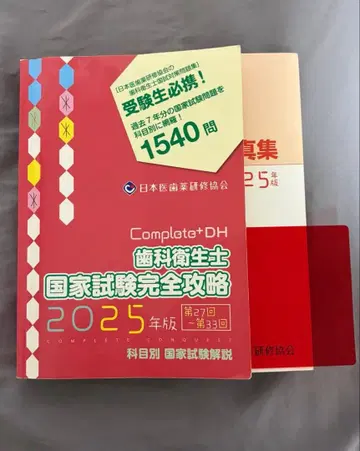 [日本医歯薬研修協会の
歯科衛生士国試対策問題集]
受験生必携!
過去7年分の国家試験問題を
科目別に網羅!
1540問
日本医歯薬研修協会
Complete+DH
歯科衛生士
国家試験完全攻略
2025年版
第27回
~第33回
COMPLETE CONQUEST
科目別 国家試験解説
真集
25年版
研修協会